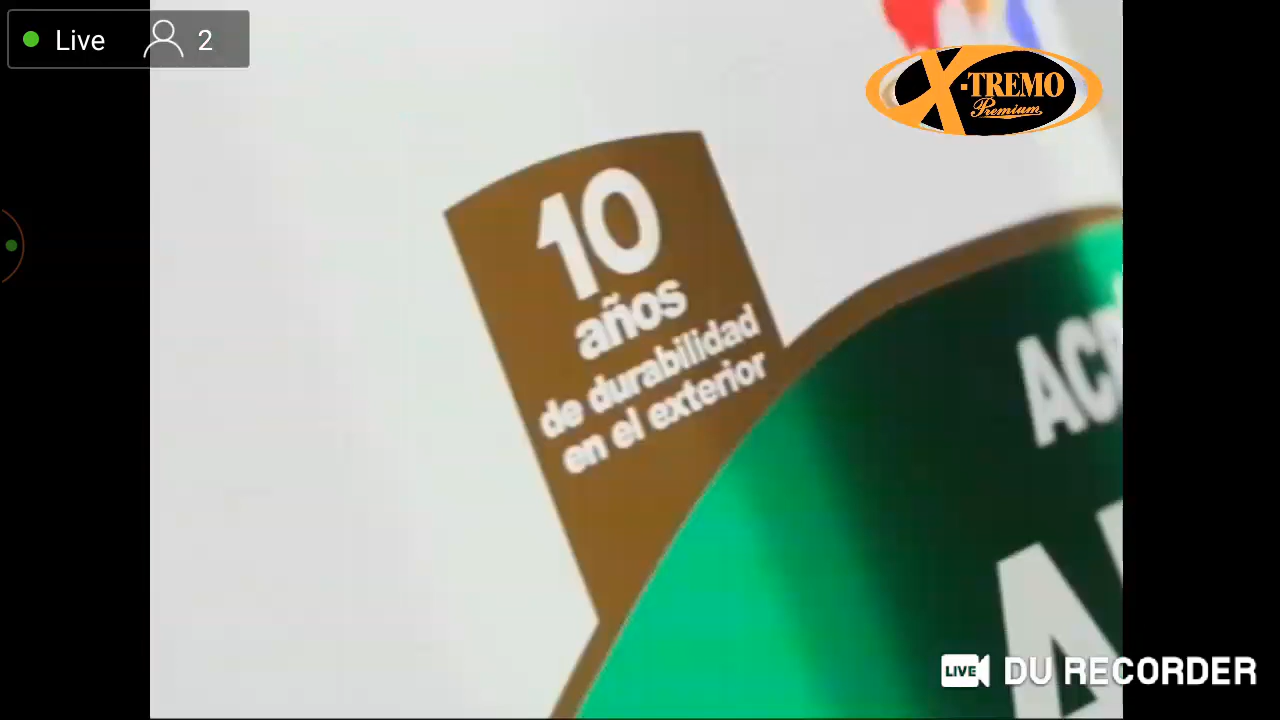 Live 2
X-TREMO
Premium
10
años
de durabilidad
en el exterior
LIVE DU RECORDER